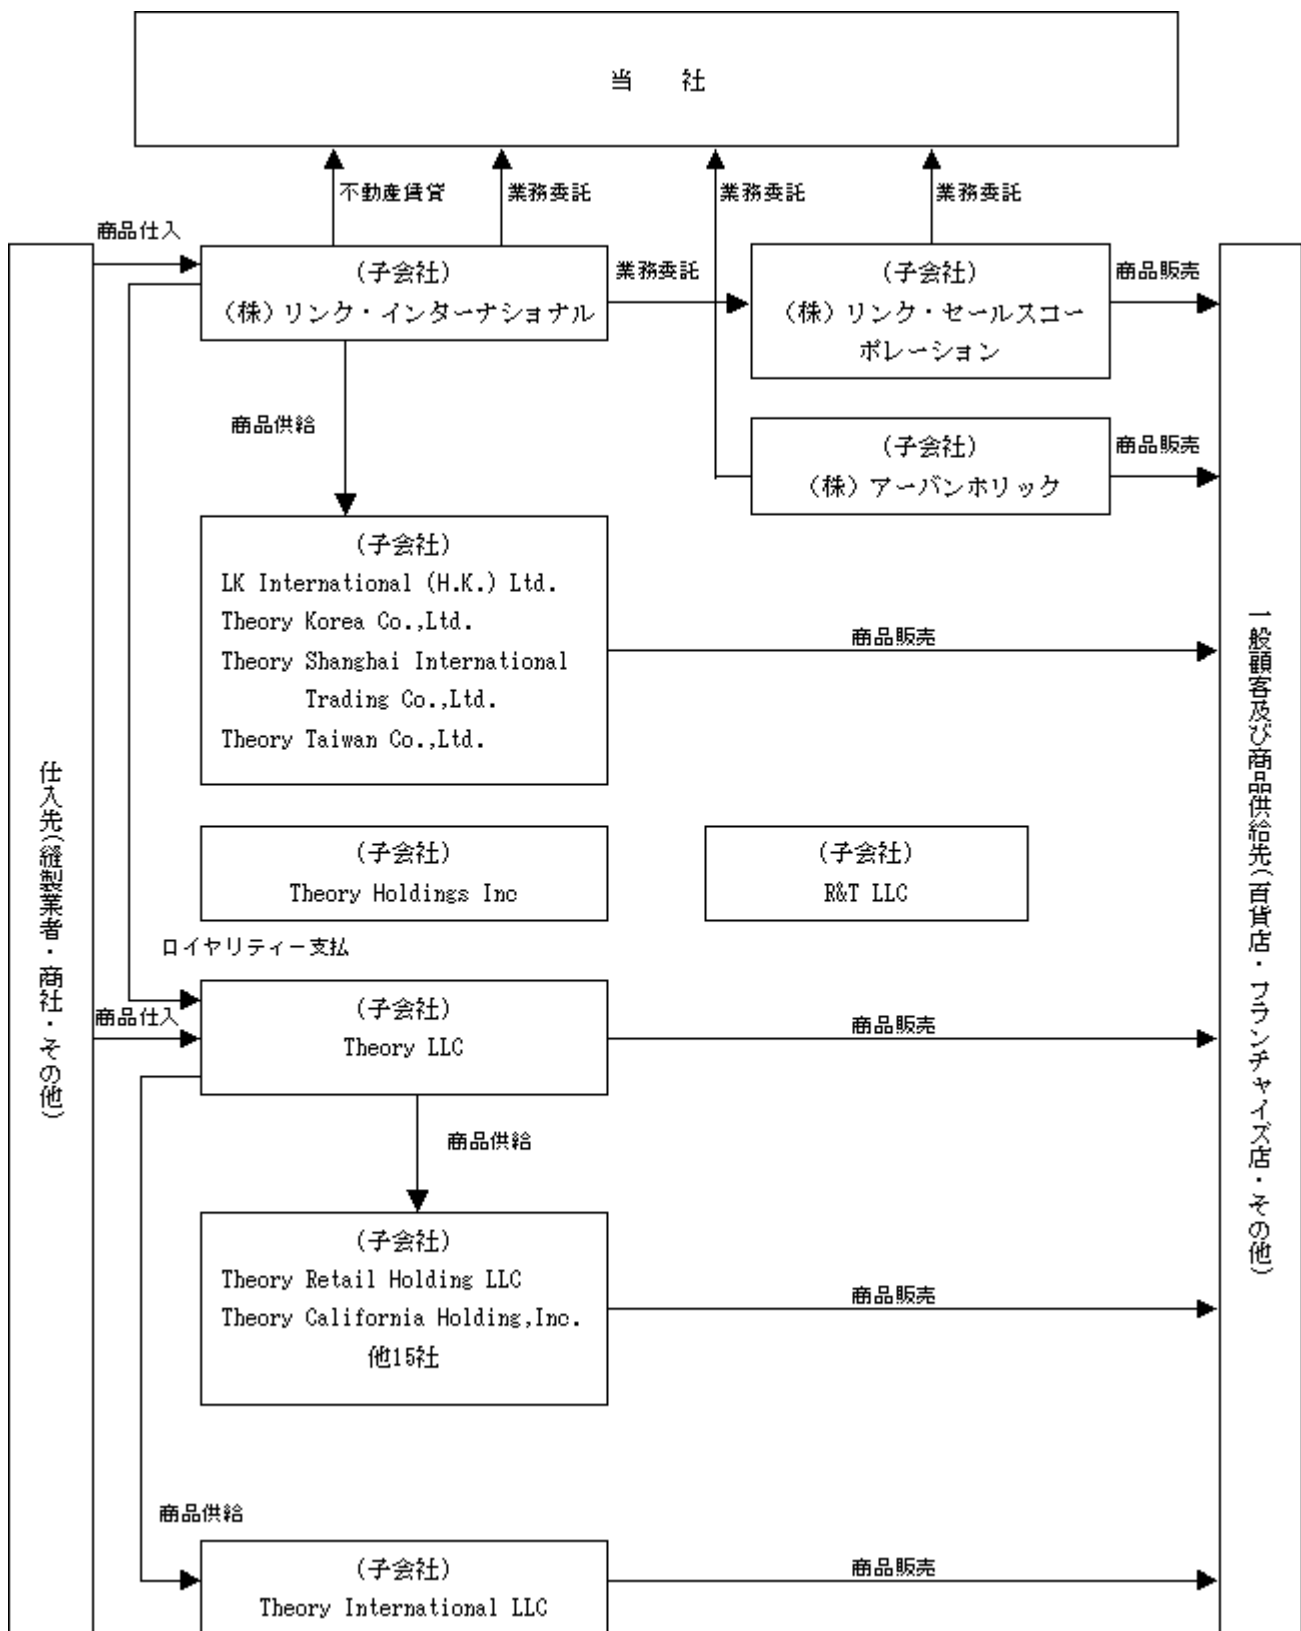 当 社
不動産賃貸
業務委託
業務委託
業務委託
商品仕入
(子会社)
(株)リンク・インターナショナル
業務委託
(子会社)
(株)リンク・セールスコー
ポレーション
商品販売
商品供給
(子会社)
(株)アーバンホリック
商品販売
(子会社)
LK International (H.K.) Ltd.
Theory Korea Co.,Ltd.
Theory Shanghai International
Trading Co.,Ltd.
Theory Taiwan Co.,Ltd.
商品販売
仕入先(縫製業者・商社・その他)
一般顧客及び商品供給先(百貨店・フランチャイズ店・その他)
(子会社)
Theory Holdings Inc
(子会社)
R&T LLC
ロイヤリティー支払
商品仕入
(子会社)
Theory LLC
商品販売
商品供給
(子会社)
Theory Retail Holding LLC
Theory California Holding,Inc.
他15社
商品販売
商品供給
(子会社)
Theory International LLC
商品販売